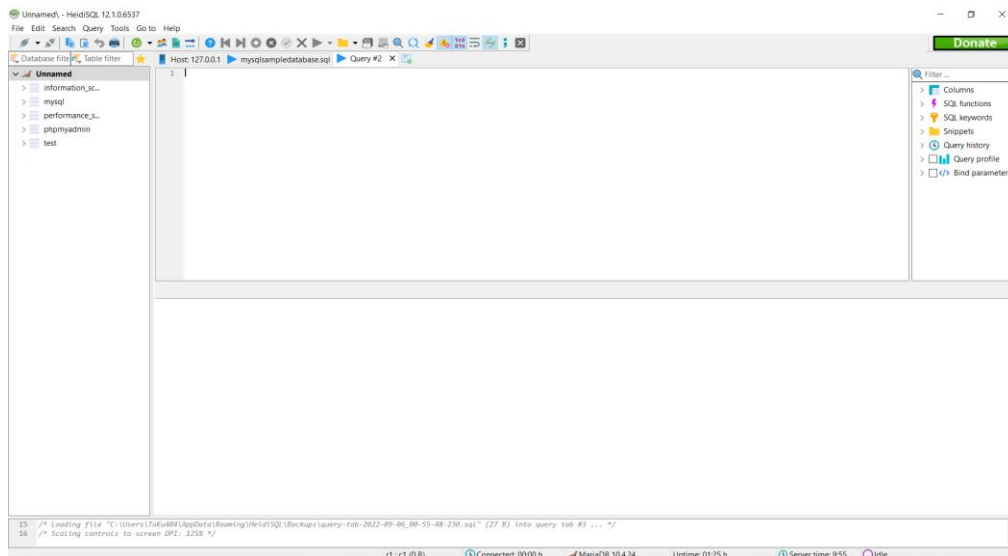 Unnamed\ - HeidiSQL 12.1.0.6537
File Edit Search Query Tools Go to Help
Donate
Database filte Table filter
Host: 127.0.0.1 mysqlsampledatabase.sql Query #2
Unnamed
information_sc...
mysql
performance_s...
phpmyadmin
test
1
Filter ...
Columns
SQL functions
SQL keywords
Snippets
Query history
Query profile
Bind parameter
15 /* Loading file "C:\Users\ToKu404\AppData\Roaming\HeidiSQL\Backups\query-tab-2022-09-06_00-55-48-230.sql" (27 B) into query tab #3 ... */
16 /* Scaling controls to screen DPI: 125% */
r1 : c1 (0 B) Connected: 00:00 h MariaDB 10.4.24 Uptime: 01:25 h Server time: 9:55 Idle.